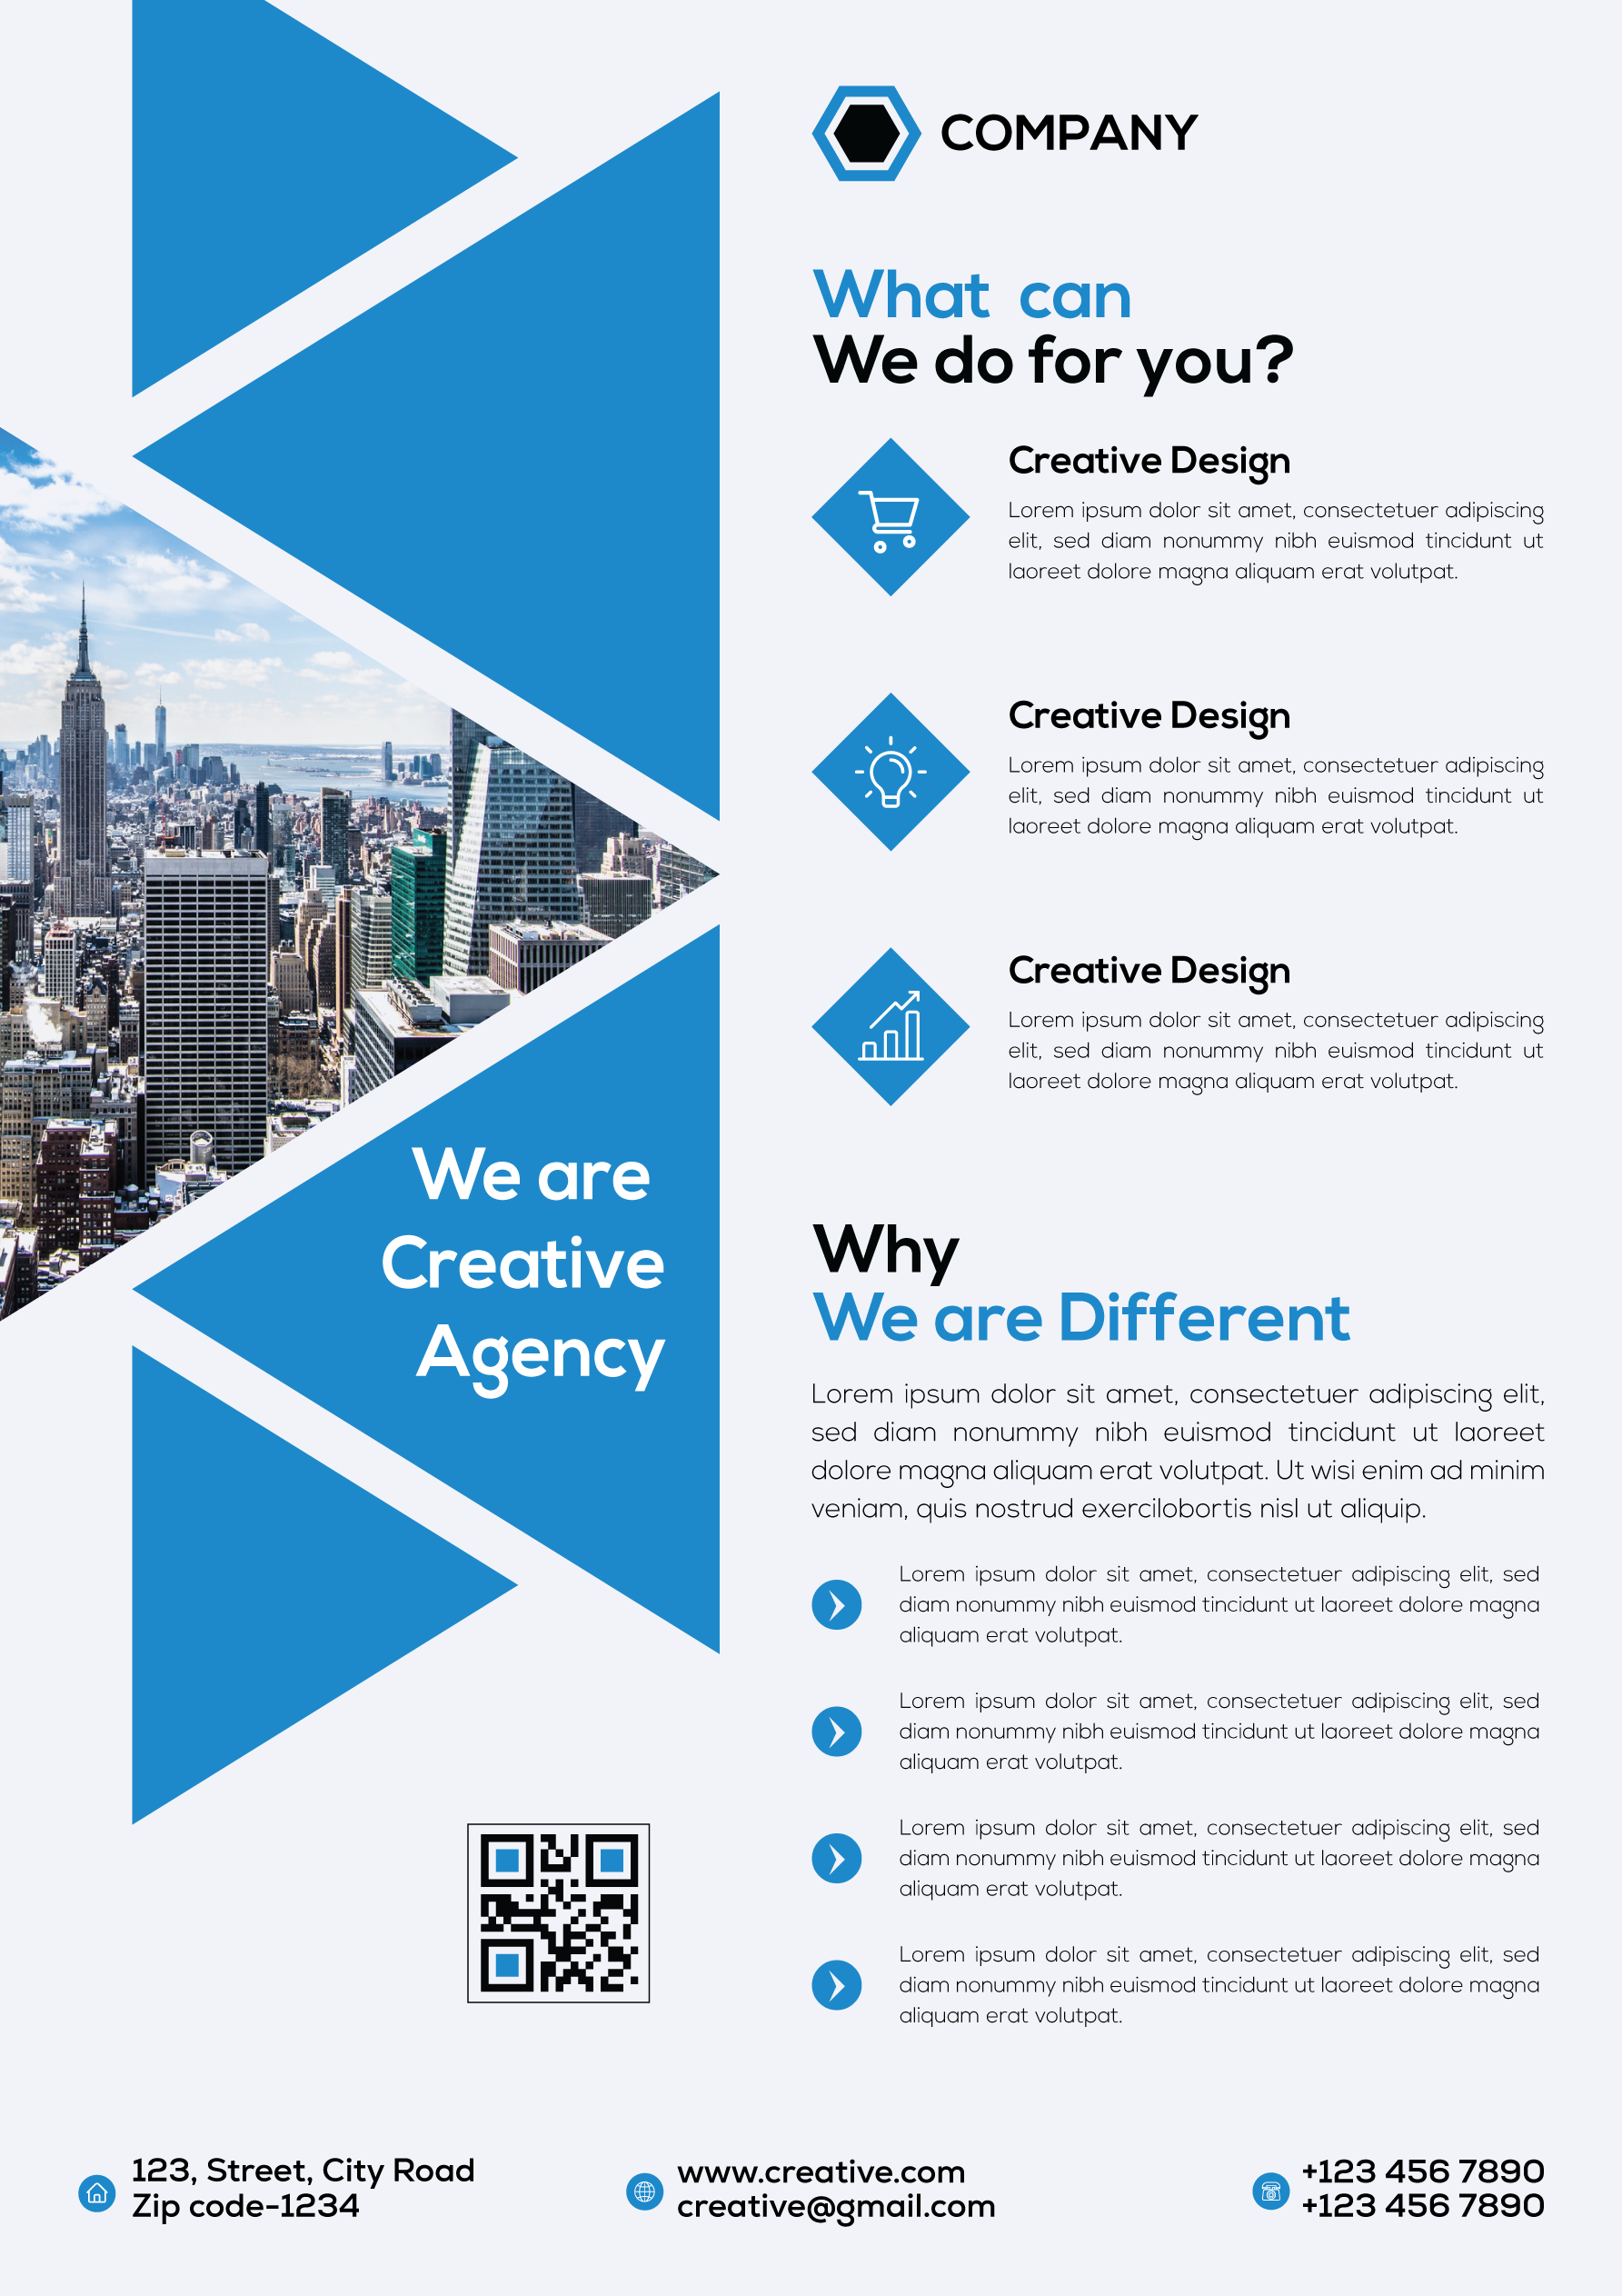 COMPANY
What can
We do for you?
Creative Design
Lorem ipsum dolor sit amet, consectetuer adipiscing
elit, sed diam nonummy nibh euismod tincidunt ut
laoreet dolore magna aliquam erat volutpat.
Creative Design
Lorem ipsum dolor sit amet, consectetuer adipiscing
elit, sed diam nonummy nibh euismod tincidunt ut
laoreet dolore magna aliquam erat volutpat.
Creative Design
Lorem ipsum dolor sit amet, consectetuer adipiscing
elit, sed diam nonummy nibh euismod tincidunt ut
laoreet dolore magna aliquam erat volutpat.
We are
Creative
Agency
Why
We are Different
Lorem ipsum dolor sit amet, consectetuer adipiscing elit,
sed diam nonummy nibh euismod tincidunt ut laoreet
dolore magna aliquam erat volutpat. Ut wisi enim ad minim
veniam, quis nostrud exercilobortis nisl ut aliquip.
Lorem ipsum dolor sit amet, consectetuer adipiscing elit, sed
diam nonummy nibh euismod tincidunt ut laoreet dolore magna
aliquam erat volutpat.
Lorem ipsum dolor sit amet, consectetuer adipiscing elit, sed
diam nonummy nibh euismod tincidunt ut laoreet dolore magna
aliquam erat volutpat.
Lorem ipsum dolor sit amet, consectetuer adipiscing elit, sed
diam nonummy nibh euismod tincidunt ut laoreet dolore magna
aliquam erat volutpat.
Lorem ipsum dolor sit amet, consectetuer adipiscing elit, sed
diam nonummy nibh euismod tincidunt ut laoreet dolore magna
aliquam erat volutpat.
123, Street, City Road
Zip code-1234
www.creative.com
creative@gmail.com
+123 456 7890
+123 456 7890